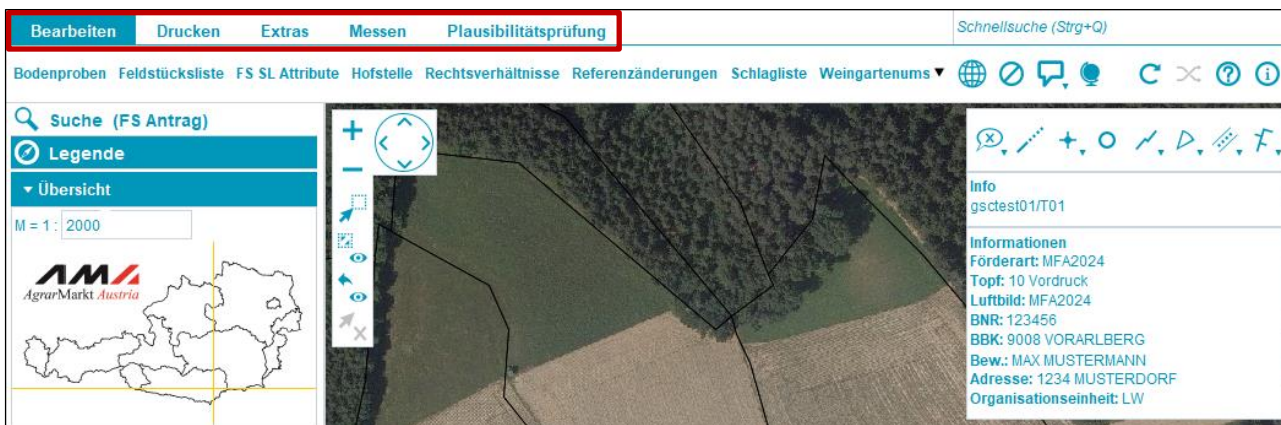 Bearbeiten Drucken Extras Messen Plausibilitätsprüfung
Schnellsuche (Strg+Q)
Bodenproben Feldstücksliste FS SL Attribute Hofstelle Rechtsverhältnisse Referenzänderungen Schlagliste Weingartenums
Suche (FS Antrag)
Legende
Übersicht
M = 1 : 2000
AMA
AgrarMarkt Austria
Info
gsctest01/T01
Informationen
Förderart: MFA2024
Topf: 10 Vordruck
Luftbild: MFA2024
BNR: 123456
BBK: 9008 VORARLBERG
Bew.: MAX MUSTERMANN
Adresse: 1234 MUSTERDORF
Organisationseinheit: LW